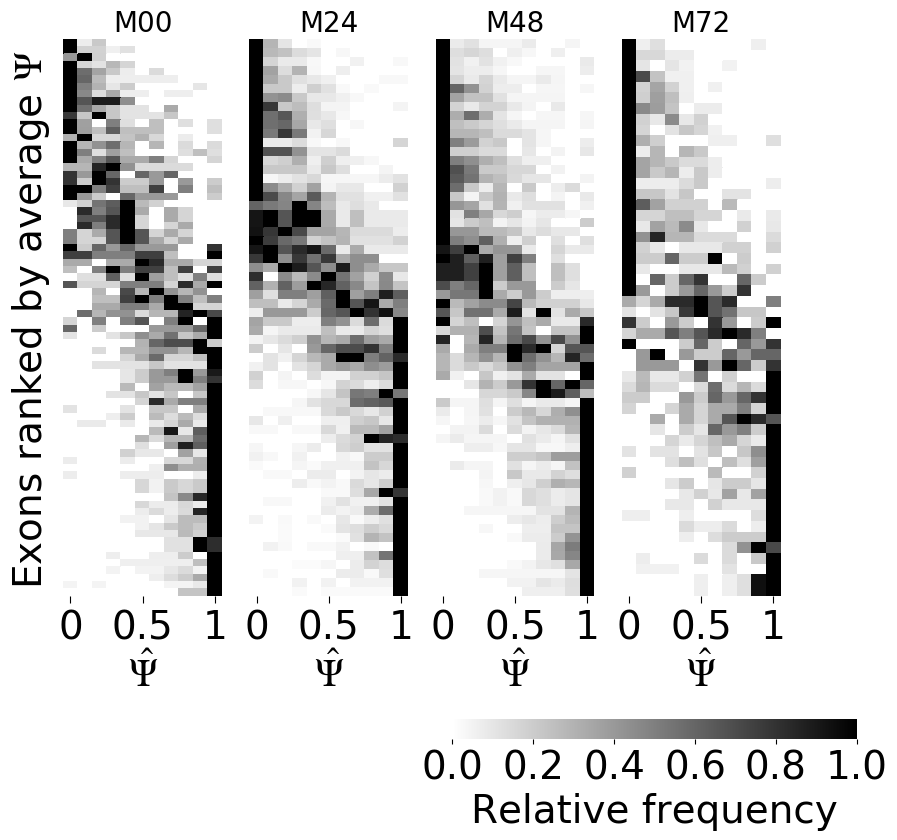 M00 M24 M48 M72
Exons ranked by average Ψ
0 0.5 1 0 0.5 1 0 0.5 1 0 0.5 1
Ψ̂ Ψ̂ Ψ̂ Ψ̂
0.0 0.2 0.4 0.6 0.8 1.0
Relative frequency